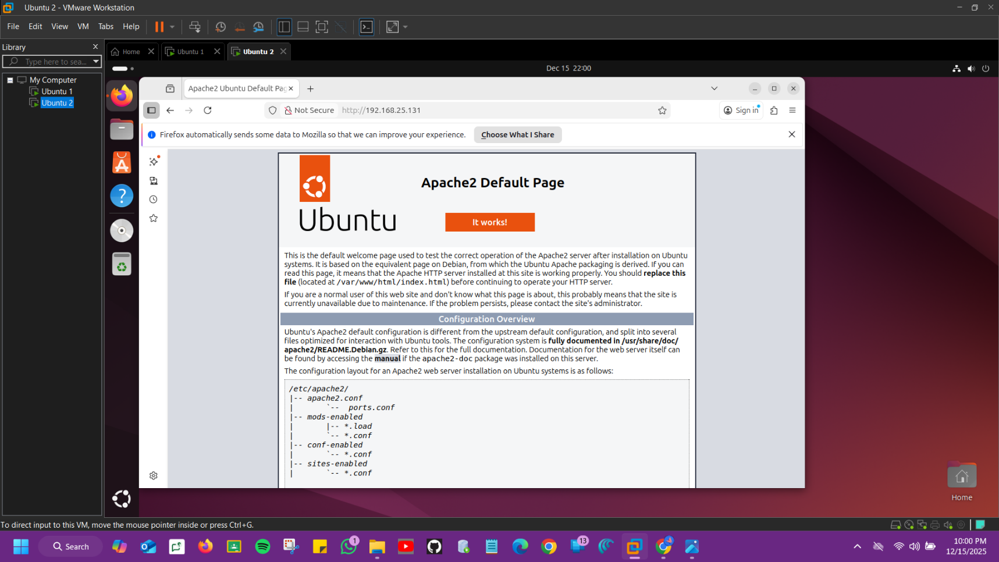 Ubuntu 2 - VMware Workstation
File Edit View VM Tabs Help
Library
Type here to sea...
My Computer
Ubuntu 1
Ubuntu 2
Home
Ubuntu 1
Ubuntu 2
Dec 15 22:00
Apache2 Ubuntu Default Pag
Not Secure http://192.168.25.131
Sign in
Firefox automatically sends some data to Mozilla so that we can improve your experience.
Choose What I Share
Ubuntu
Apache2 Default Page
It works!
This is the default welcome page used to test the correct operation of the Apache2 server after installation on Ubuntu
systems. It is based on the equivalent page on Debian, from which the Ubuntu Apache packaging is derived. If you can
read this page, it means that the Apache HTTP server installed at this site is working properly. You should replace this
file (located at /var/www/html/index.html) before continuing to operate your HTTP server.
If you are a normal user of this web site and don't know what this page is about, this probably means that the site is
currently unavailable due to maintenance. If the problem persists, please contact the site's administrator.
Configuration Overview
Ubuntu's Apache2 default configuration is different from the upstream default configuration, and split into several
files optimized for interaction with Ubuntu tools. The configuration system is fully documented in /usr/share/doc/
apache2/README.Debian.gz. Refer to this for the full documentation. Documentation for the web server itself can
be found by accessing the manual if the apache2-doc package was installed on this server.
The configuration layout for an Apache2 web server installation on Ubuntu systems is as follows:
/etc/apache2/
|-- apache2.conf
|       `--  ports.conf
|-- mods-enabled
|       |-- *.load
|       `-- *.conf
|-- conf-enabled
|       `-- *.conf
|-- sites-enabled
|       `-- *.conf
Home
To direct input to this VM, move the mouse pointer inside or press Ctrl+G.
Search
1
13
4
10:00 PM
12/15/2025